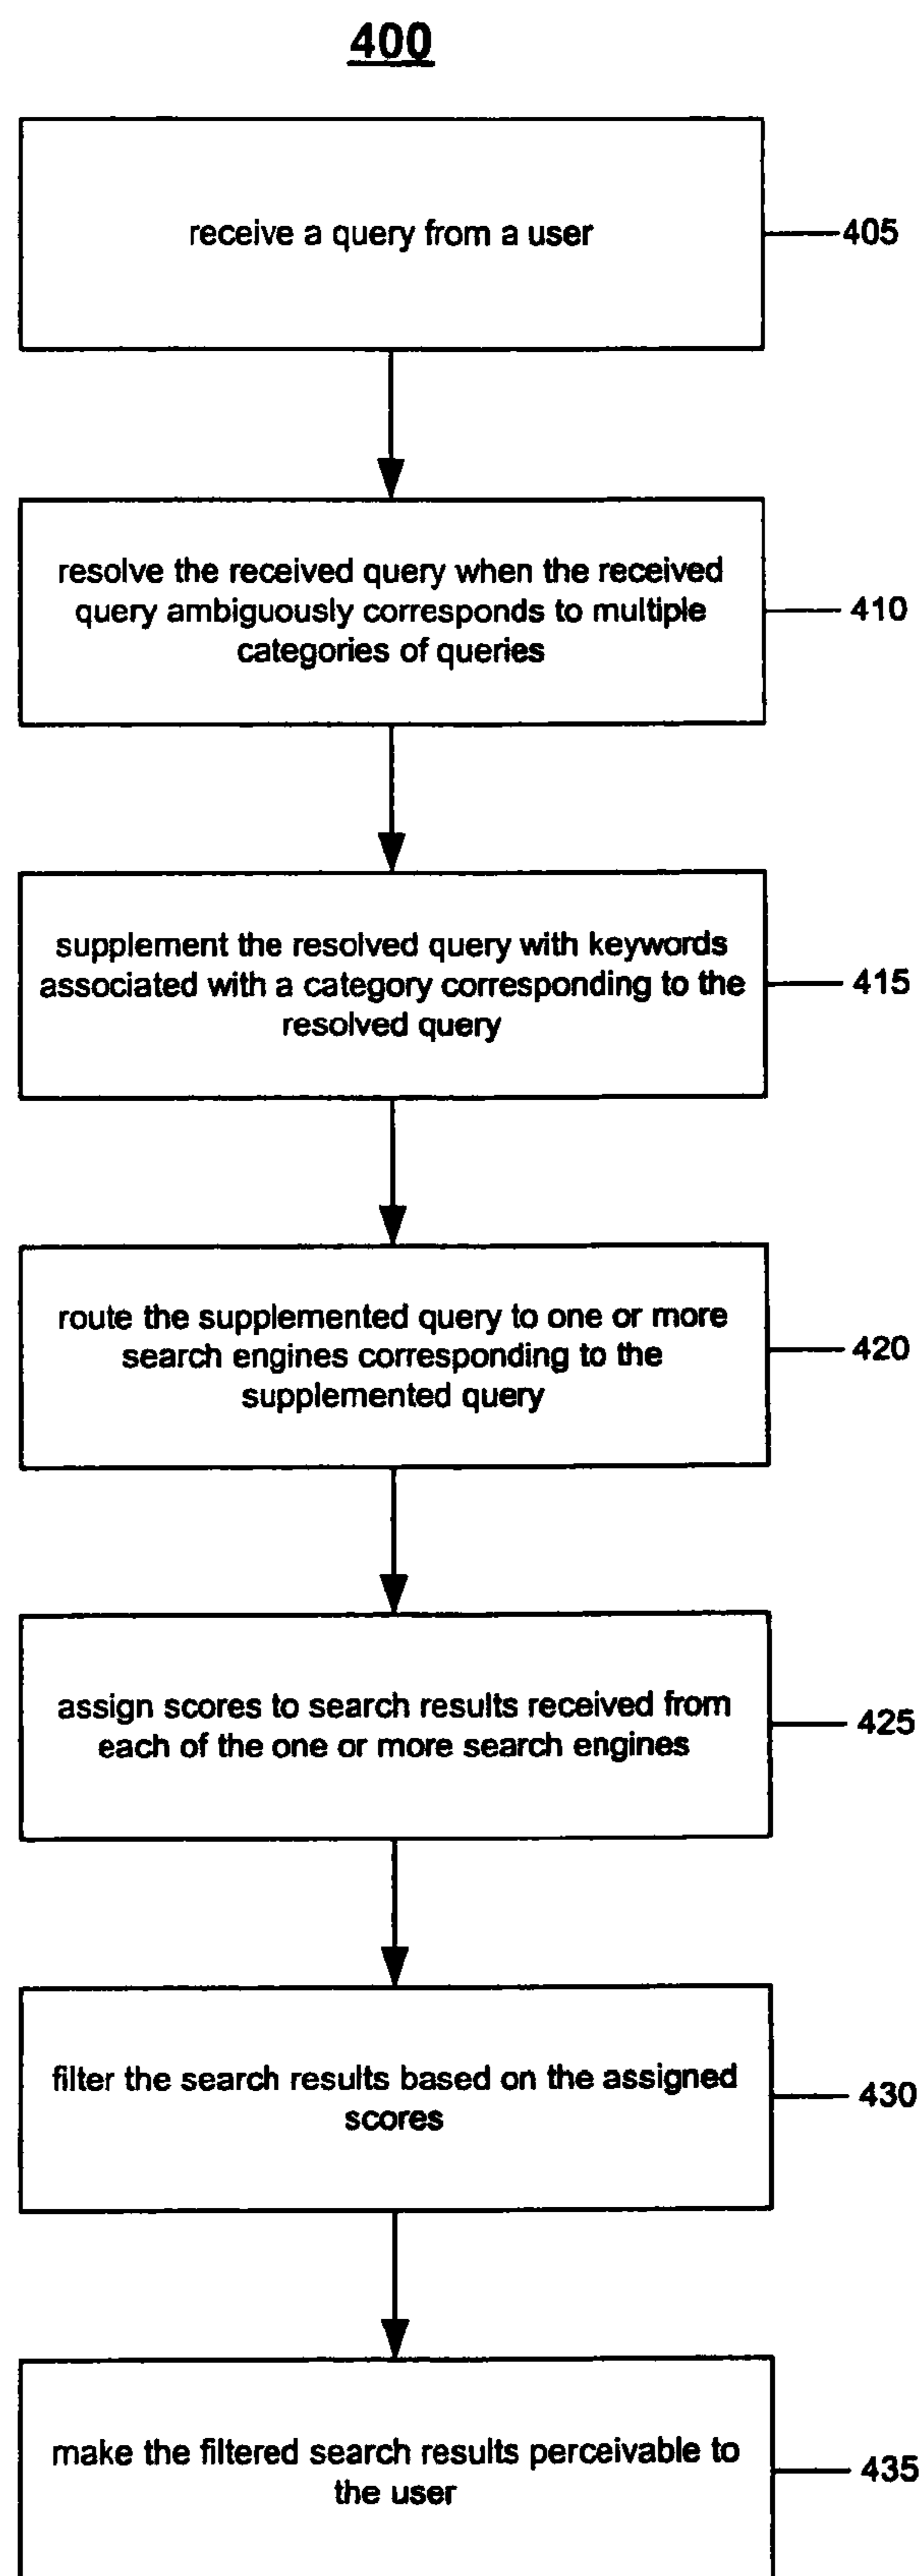 400
receive a query from a user
405
resolve the received query when the received
query ambiguously corresponds to multiple
categories of queries
410
supplement the resolved query with keywords
associated with a category corresponding to the
resolved query
415
route the supplemented query to one or more
search engines corresponding to the
supplemented query
420
assign scores to search results received from
each of the one or more search engines
425
filter the search results based on the assigned
scores
430
make the filtered search results perceivable to
the user
435